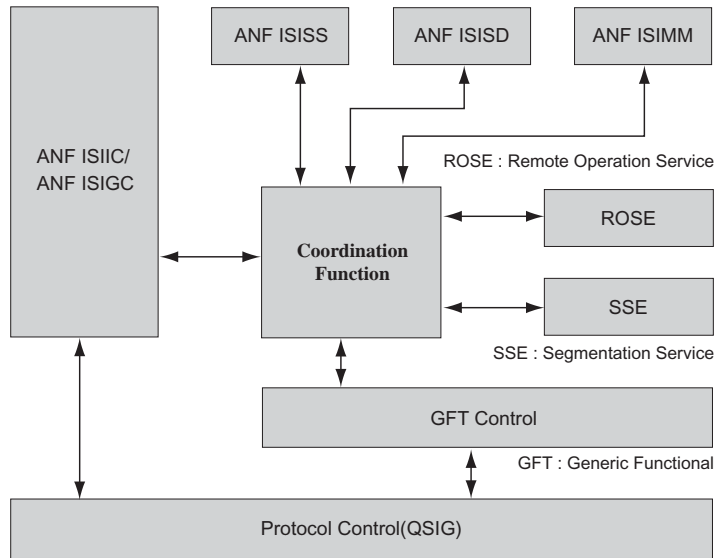 ANF ISISS
ANF ISISD
ANF ISIMM
ANF ISIIC/
ANF ISIGC
ROSE : Remote Operation Service
Coordination
Function
ROSE
SSE
SSE : Segmentation Service
GFT Control
GFT : Generic Functional
Protocol Control(QSIG)